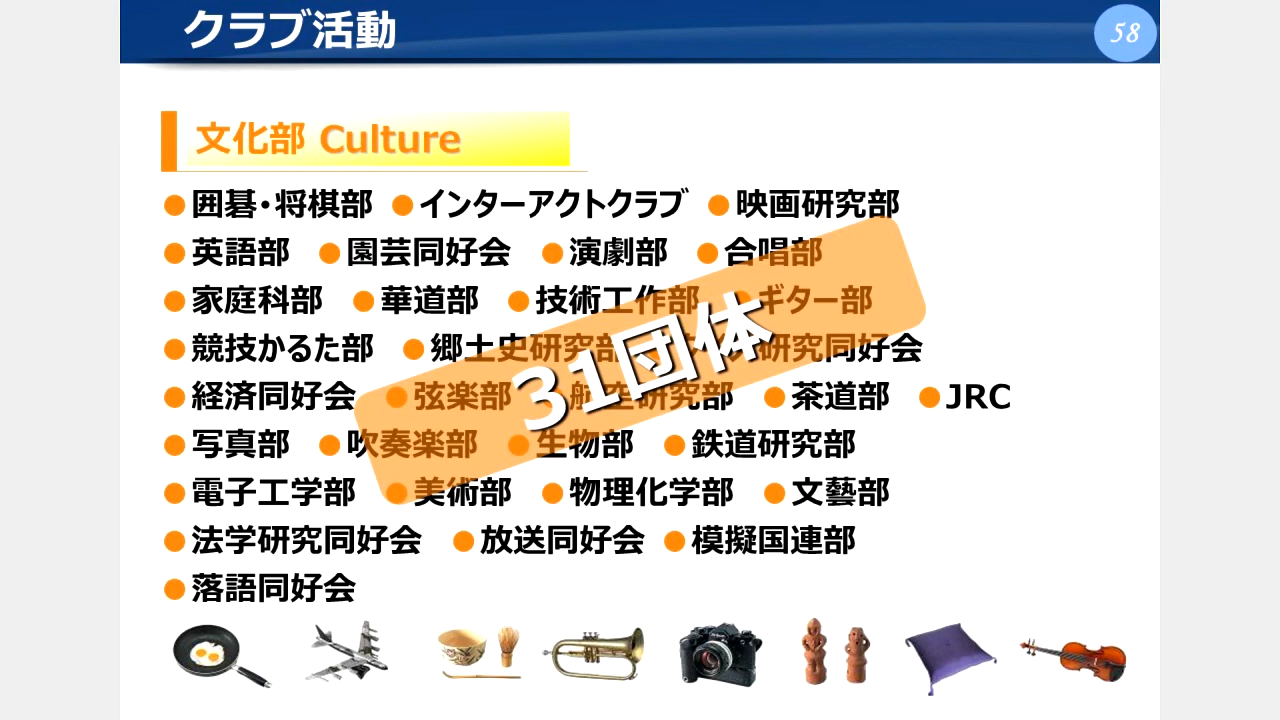 クラブ活動
58
文化部 Culture
●囲碁・将棋部 ●インターアクトクラブ ●映画研究部
●英語部 ●園芸同好会 ●演劇部 ●合唱部
●家庭科部 ●華道部 ●技術工作部 ●ギター部
●競技かるた部 ●郷土史研究部 研究同好会
●経済同好会 ●弦楽部 ●航空研究部 ●茶道部 ●JRC
●写真部 ●吹奏楽部 ●生物部 ●鉄道研究部
●電子工学部 ●美術部 ●物理化学部 ●文藝部
●法学研究同好会 ●放送同好会 ●模擬国連部
●落語同好会
31団体